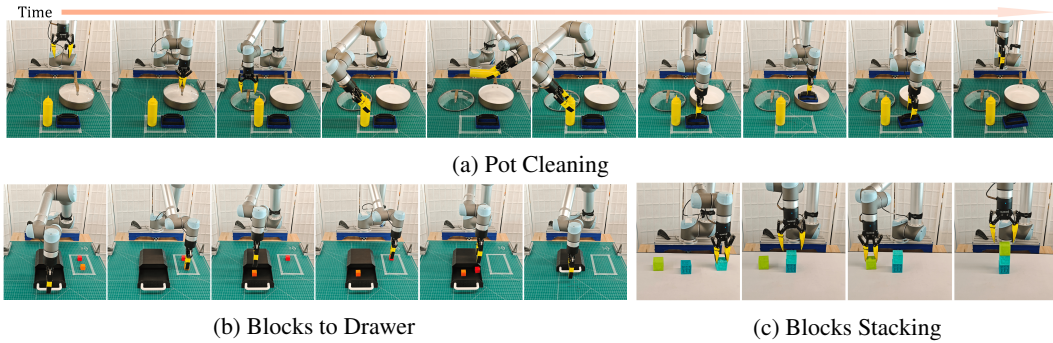 Time
(a) Pot Cleaning
(b) Blocks to Drawer
(c) Blocks Stacking